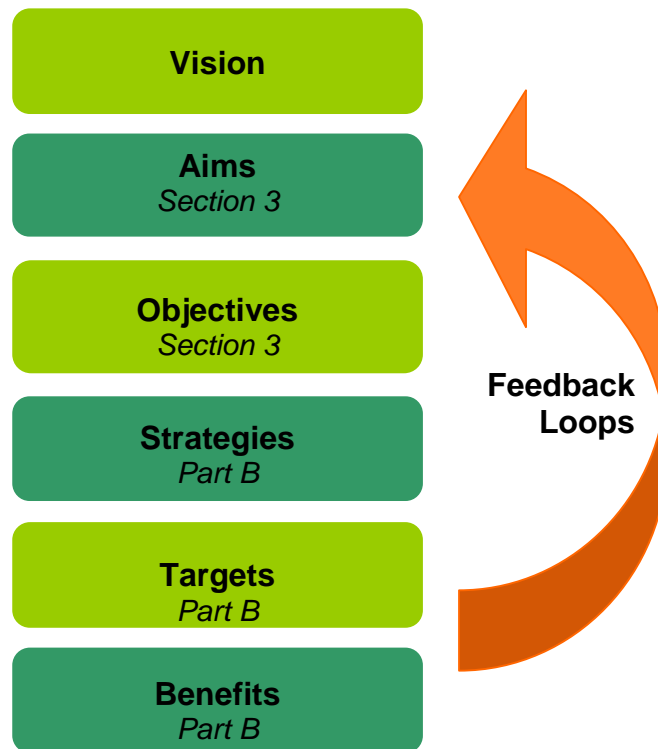 Vision
Aims
Section 3
Objectives
Section 3
Strategies
Part B
Targets
Part B
Benefits
Part B
Feedback
Loops